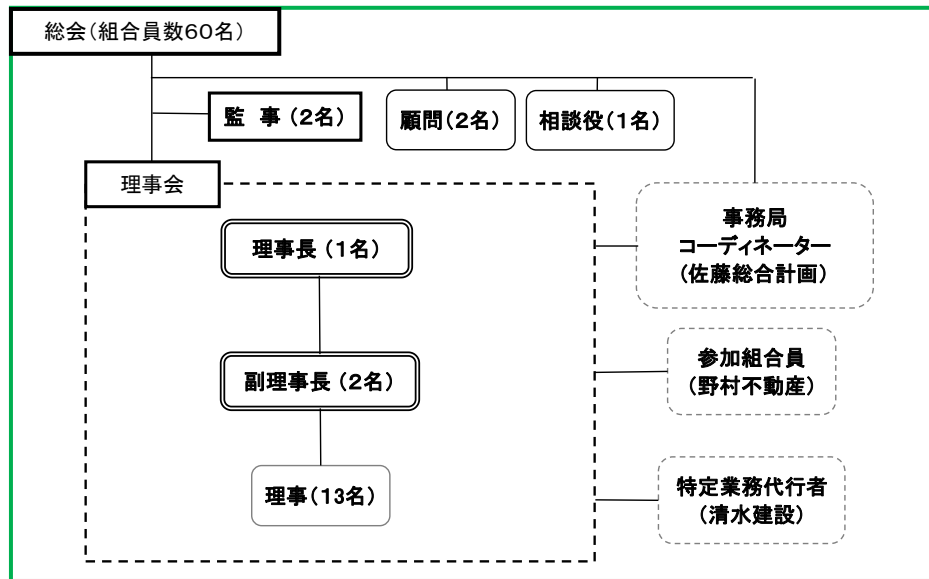 総会（組合員数６０名）
監　事（２名）
顧問（２名）
相談役（１名）
理事会
理事長（１名）
副理事長（２名）
理事（13名）
事務局
コーディネーター
（佐藤総合計画）
参加組合員
（野村不動産）
特定業務代行者
（清水建設）